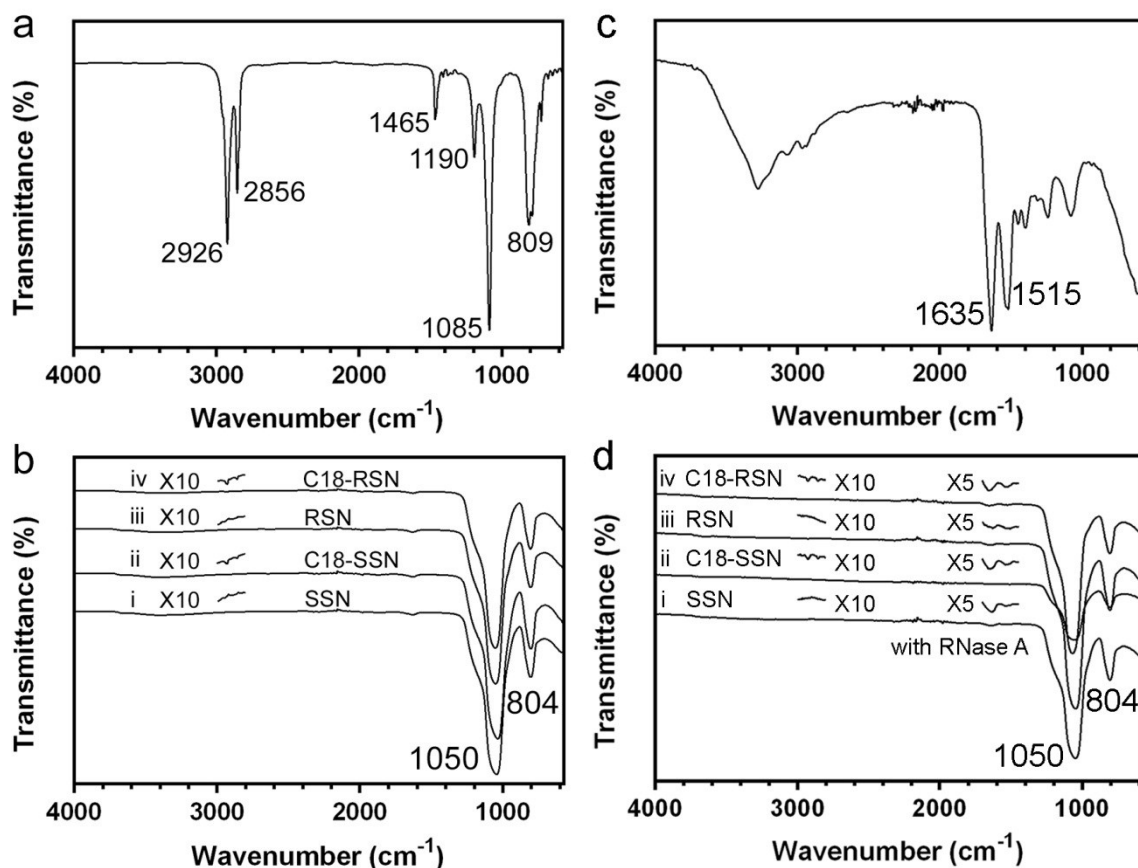 a
Transmittance (%)
2926
2856
1465
1190
1085
809
4000 3000 2000 1000
Wavenumber (cm-1)
c
Transmittance (%)
1635
1515
4000 3000 2000 1000
Wavenumber (cm-1)
b
Transmittance (%)
iv X10 C18-RSN
iii X10 RSN
ii X10 C18-SSN
i X10 SSN
804
1050
4000 3000 2000 1000
Wavenumber (cm-1)
d
Transmittance (%)
iv C18-RSN X10 X5
iii RSN X10 X5
ii C18-SSN X10 X5
i SSN X10 X5
with RNase A
804
1050
4000 3000 2000 1000
Wavenumber (cm-1)